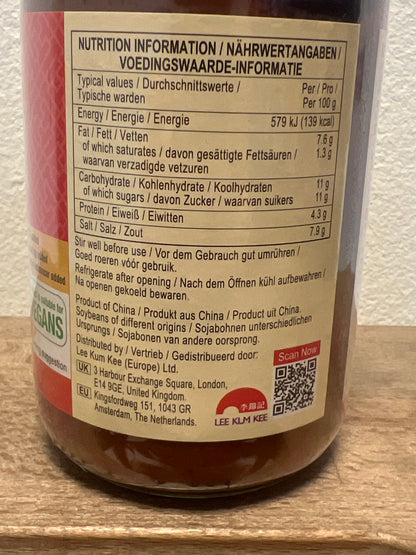 NUTRITION INFORMATION / NÄHRWERTANGABEN /
VOEDINGSWAARDE-INFORMATIE
Typical values / Durchschnittswerte / Per / Pro /
Typische warden Per 100 g
Energy / Energie / Energie 579 kJ (139 kcal)
Fat / Fett / Vetten 7.6 g
of which saturates / davon gesättigte Fettsäuren / 1.3 g
waarvan verzadigde vetzuren
Carbohydrate / Kohlenhydrate / Koolhydraten 11 g
of which sugars / davon Zucker / waarvan suikers 11 g
Protein / Eiweiß / Eiwitten 4.3 g
Salt / Salz / Zout 7.9 g
Stir well before use / Vor dem Gebrauch gut umrühren /
Goed roeren vóór gebruik.
Refrigerate after opening / Nach dem Öffnen kühl aufbewahren /
Na openen gekoeld bewaren.
Product of China / Produkt aus China / Product uit China.
Soybeans of different origins / Sojabohnen unterschiedlichen
Ursprungs / Sojabonen van andere oorsprong.
Distributed by / Vertrieb / Gedistribueerd door:
Lee Kum Kee (Europe) Ltd.
UK 3 Harbour Exchange Square, London,
E14 9GE, United Kingdom.
EU Kingsfordweg 151, 1043 GR
Amsterdam, The Netherlands.
Scan Now
李錦記
LEE KUM KEE
added
suitable for
EGANS